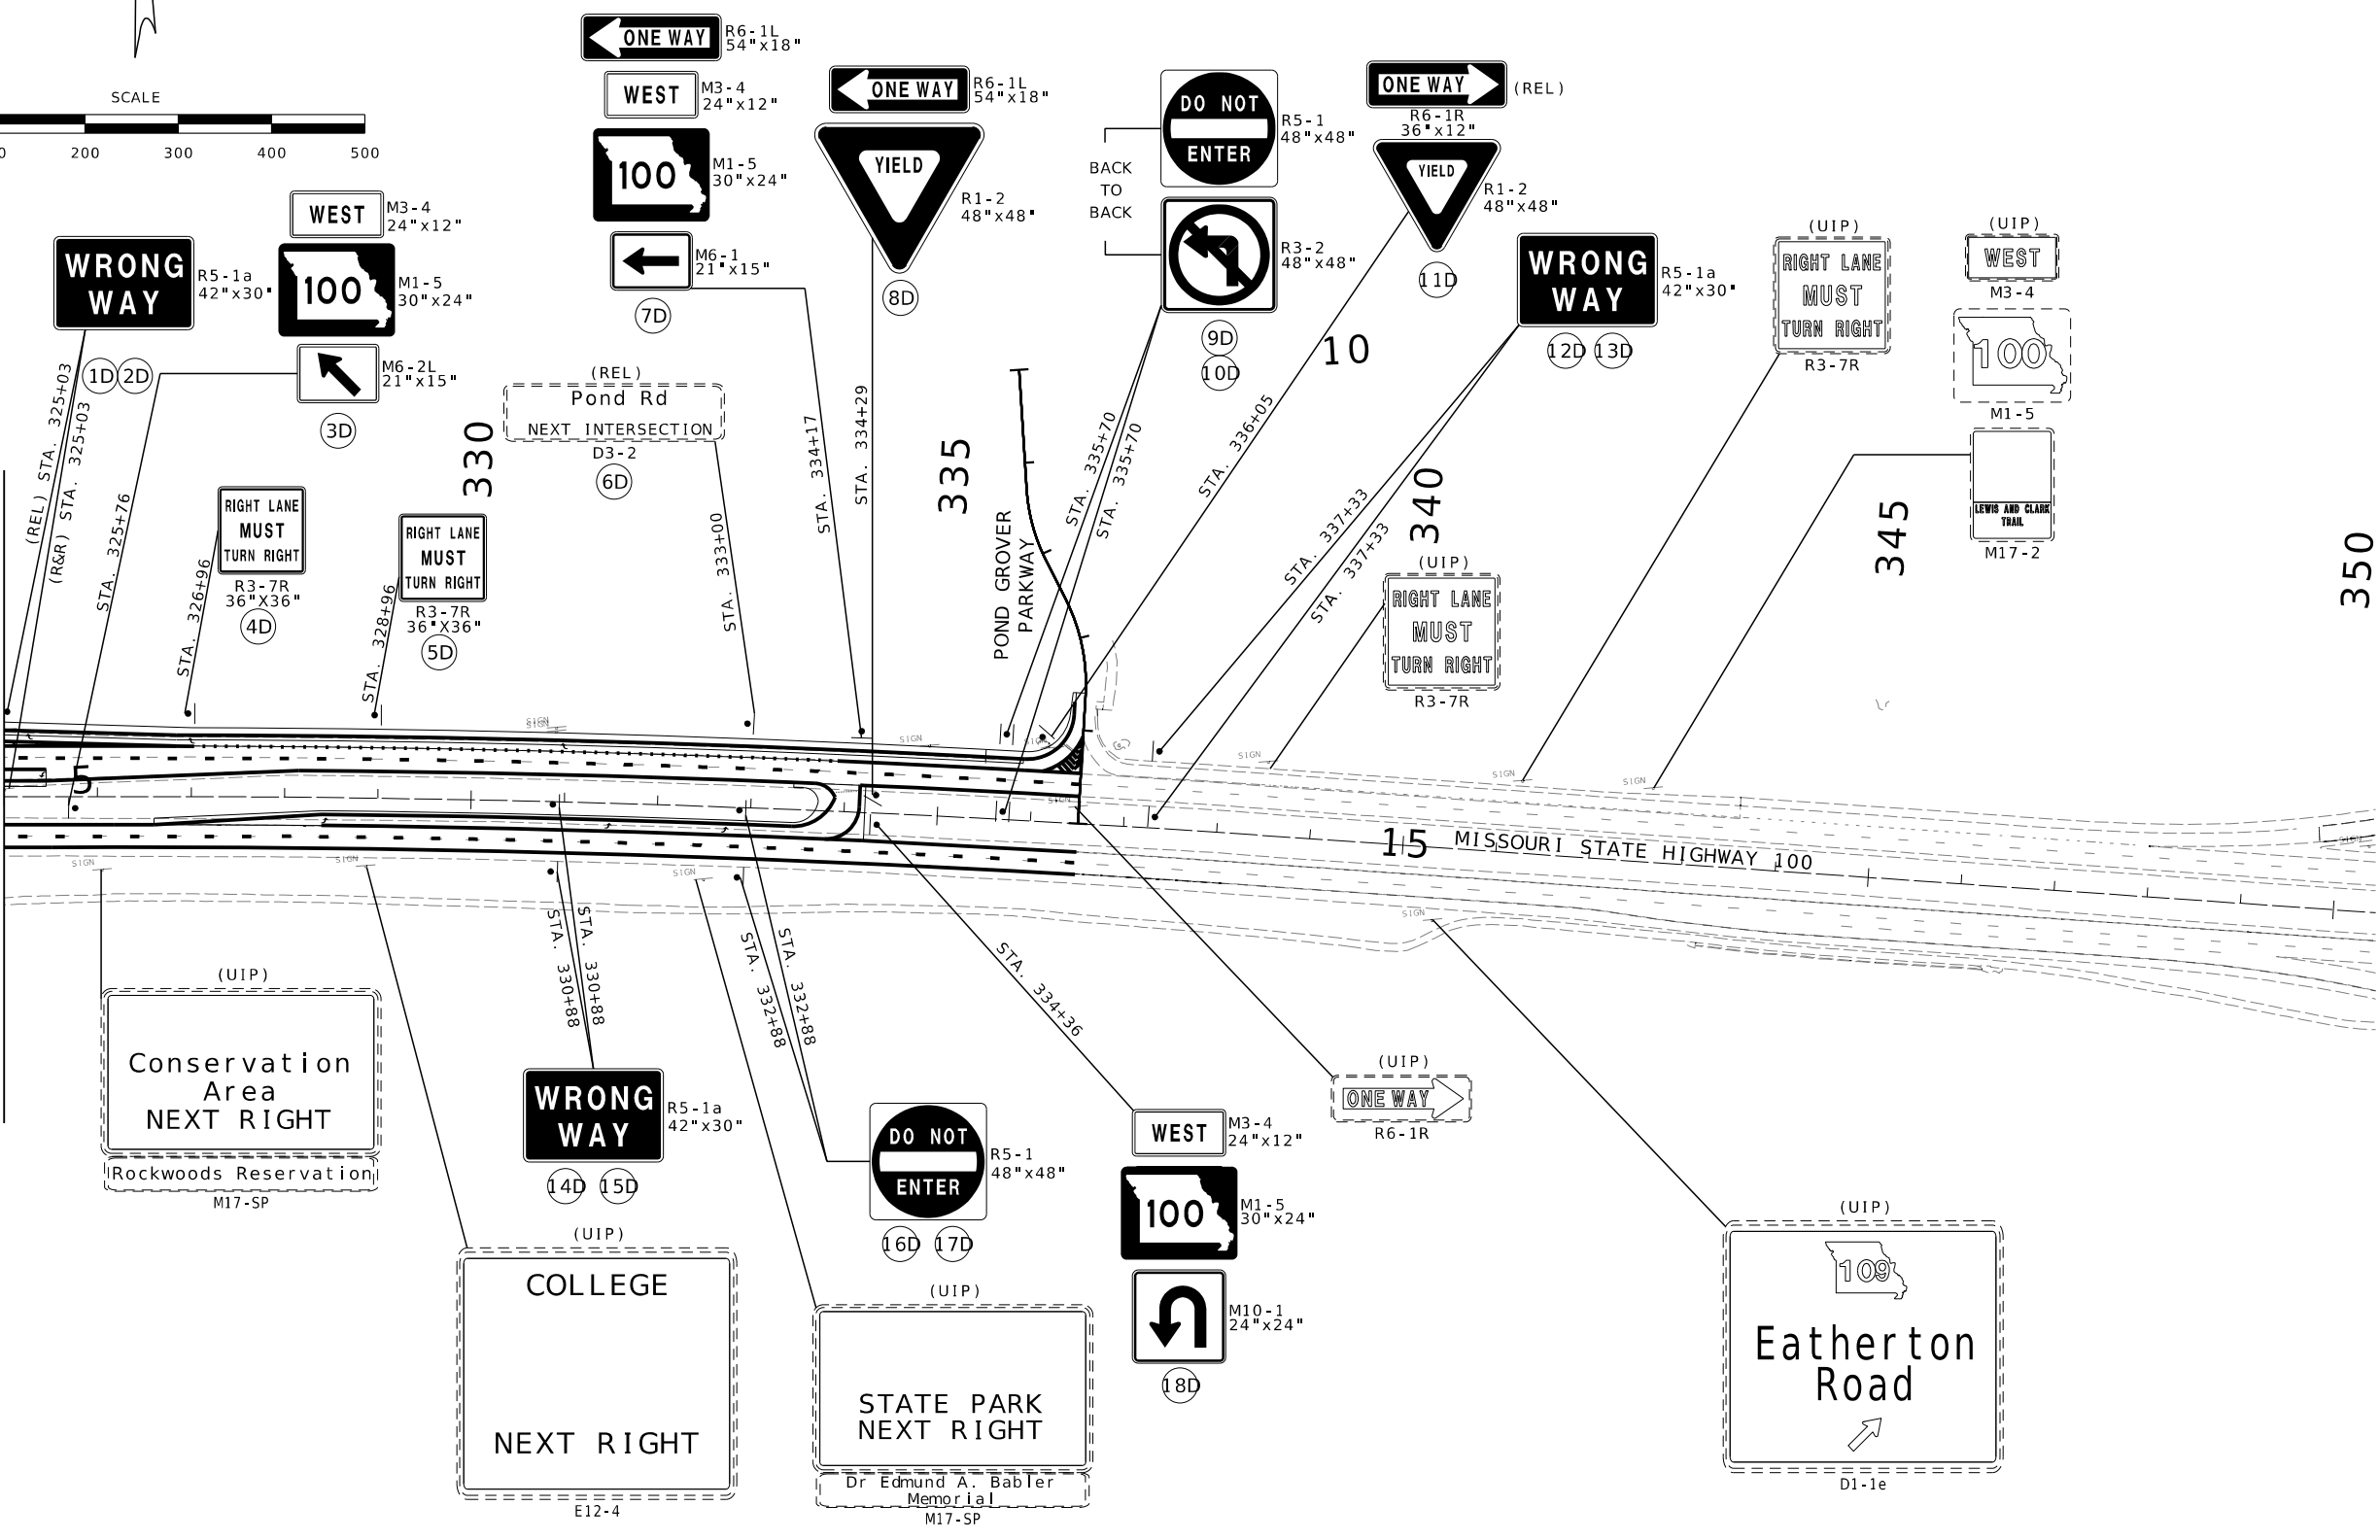 SCALE
0 200 300 400 500
ONE WAY
R6-1L
54"x18"
WEST
M3-4
24"x12"
100
M1-5
30"x24"
M6-1
21"x15"
7D
ONE WAY
R6-1L
54"x18"
YIELD
R1-2
48"x48"
8D
BACK
TO
BACK
DO NOT
ENTER
R5-1
48"x48"
R3-2
48"x48"
9D
10D
ONE WAY
(REL)
R6-1R
36"x12"
YIELD
R1-2
48"x48"
11D
WRONG
WAY
R5-1a
42"x30"
12D 13D
(UIP)
RIGHT LANE
MUST
TURN RIGHT
R3-7R
(UIP)
WEST
M3-4
100
M1-5
LEWIS AND CLARK
TRAIL
M17-2
WRONG
WAY
R5-1a
42"x30"
1D 2D
WEST
M3-4
24"x12"
100
M1-5
30"x24"
M6-2L
21"x15"
3D
RIGHT LANE
MUST
TURN RIGHT
R3-7R
36"X36"
4D
RIGHT LANE
MUST
TURN RIGHT
R3-7R
36"X36"
5D
(REL)
Pond Rd
NEXT INTERSECTION
D3-2
6D
(UIP)
RIGHT LANE
MUST
TURN RIGHT
R3-7R
(REL) STA. 325+03
(R&R) STA. 325+03
STA. 325+76
STA. 326+96
STA. 328+96
STA. 333+00
STA. 334+17
STA. 334+29
STA. 335+70
STA. 335+70
STA. 336+05
STA. 337+33
STA. 337+33
330
335
340
345
350
5
10
15
POND GROVER
PARKWAY
MISSOURI STATE HIGHWAY 100
SIGN
SIGN
SIGN
SIGN
SIGN
SIGN
SIGN
SIGN
SIGN
SIGN
SIGN
SIGN
SIGN
STA. 330+88
STA. 330+88
STA. 332+88
STA. 332+88
STA. 334+36
(UIP)
Conservation
Area
NEXT RIGHT
Rockwoods Reservation
M17-SP
(UIP)
COLLEGE
NEXT RIGHT
E12-4
WRONG
WAY
R5-1a
42"x30"
14D 15D
DO NOT
ENTER
R5-1
48"x48"
16D 17D
(UIP)
STATE PARK
NEXT RIGHT
Dr Edmund A. Babler
Memorial
M17-SP
WEST
M3-4
24"x12"
100
M1-5
30"x24"
M10-1
24"x24"
18D
(UIP)
ONE WAY
R6-1R
(UIP)
109
Eatherton
Road
D1-1e